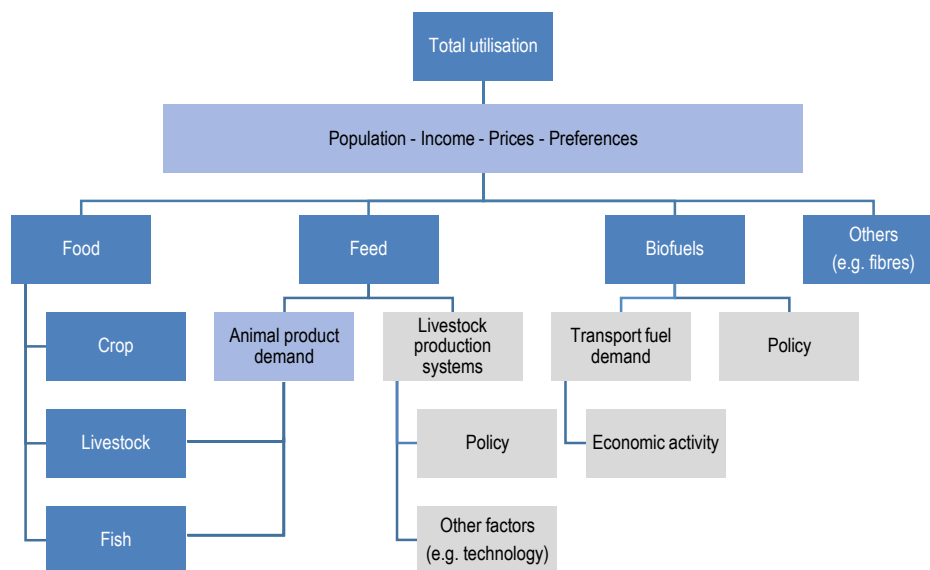 Total utilisation
Population - Income - Prices - Preferences
Food
Feed
Biofuels
Others
(e.g. fibres)
Crop
Animal product
demand
Livestock
production
systems
Transport fuel
demand
Policy
Livestock
Policy
Economic activity
Fish
Other factors
(e.g. technology)